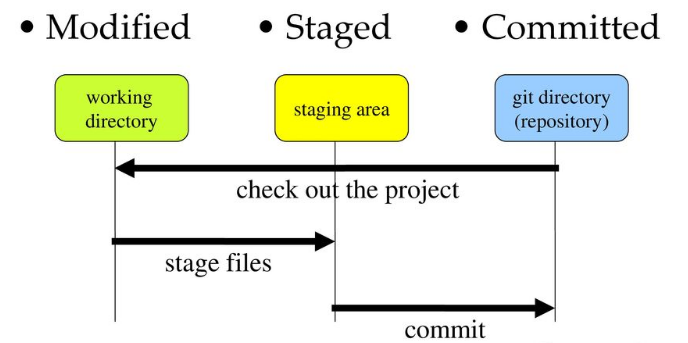 • Modified • Staged • Committed
working
directory
staging area
git directory
(repository)
check out the project
stage files
commit